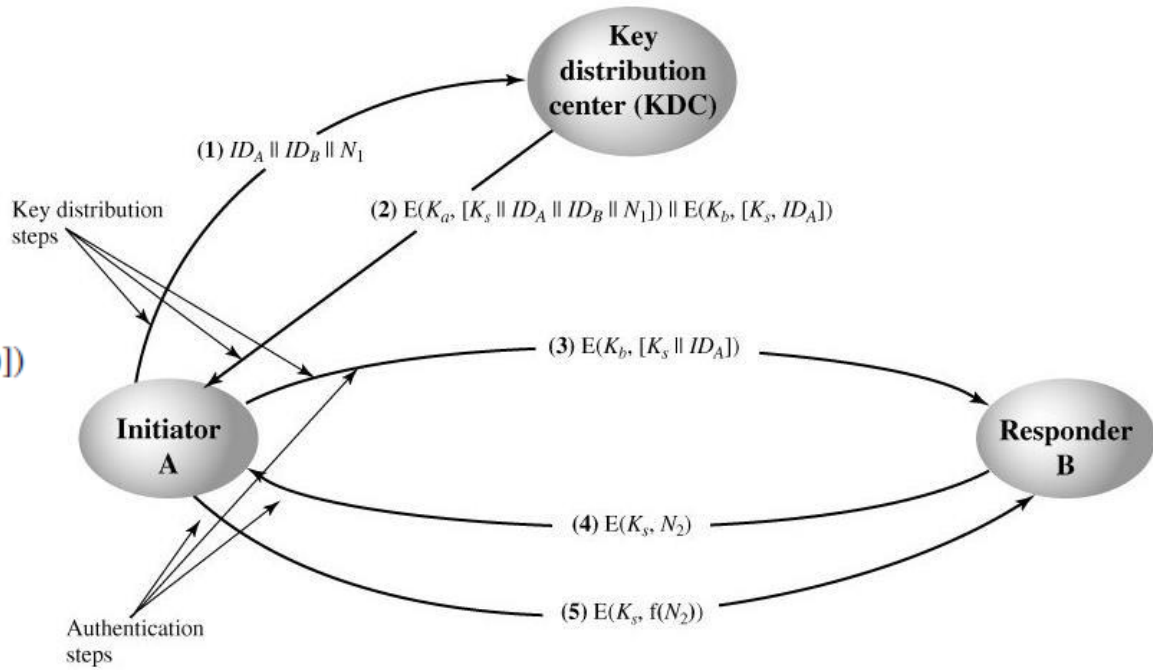 Key
distribution
center (KDC)
(1) ID_A || ID_B || N_1
Key distribution
steps
(2) E(K_a, [K_s || ID_A || ID_B || N_1]) || E(K_b, [K_s, ID_A])
(3) E(K_b, [K_s || ID_A])
])
Initiator
A
Responder
B
(4) E(K_s, N_2)
(5) E(K_s, f(N_2))
Authentication
steps